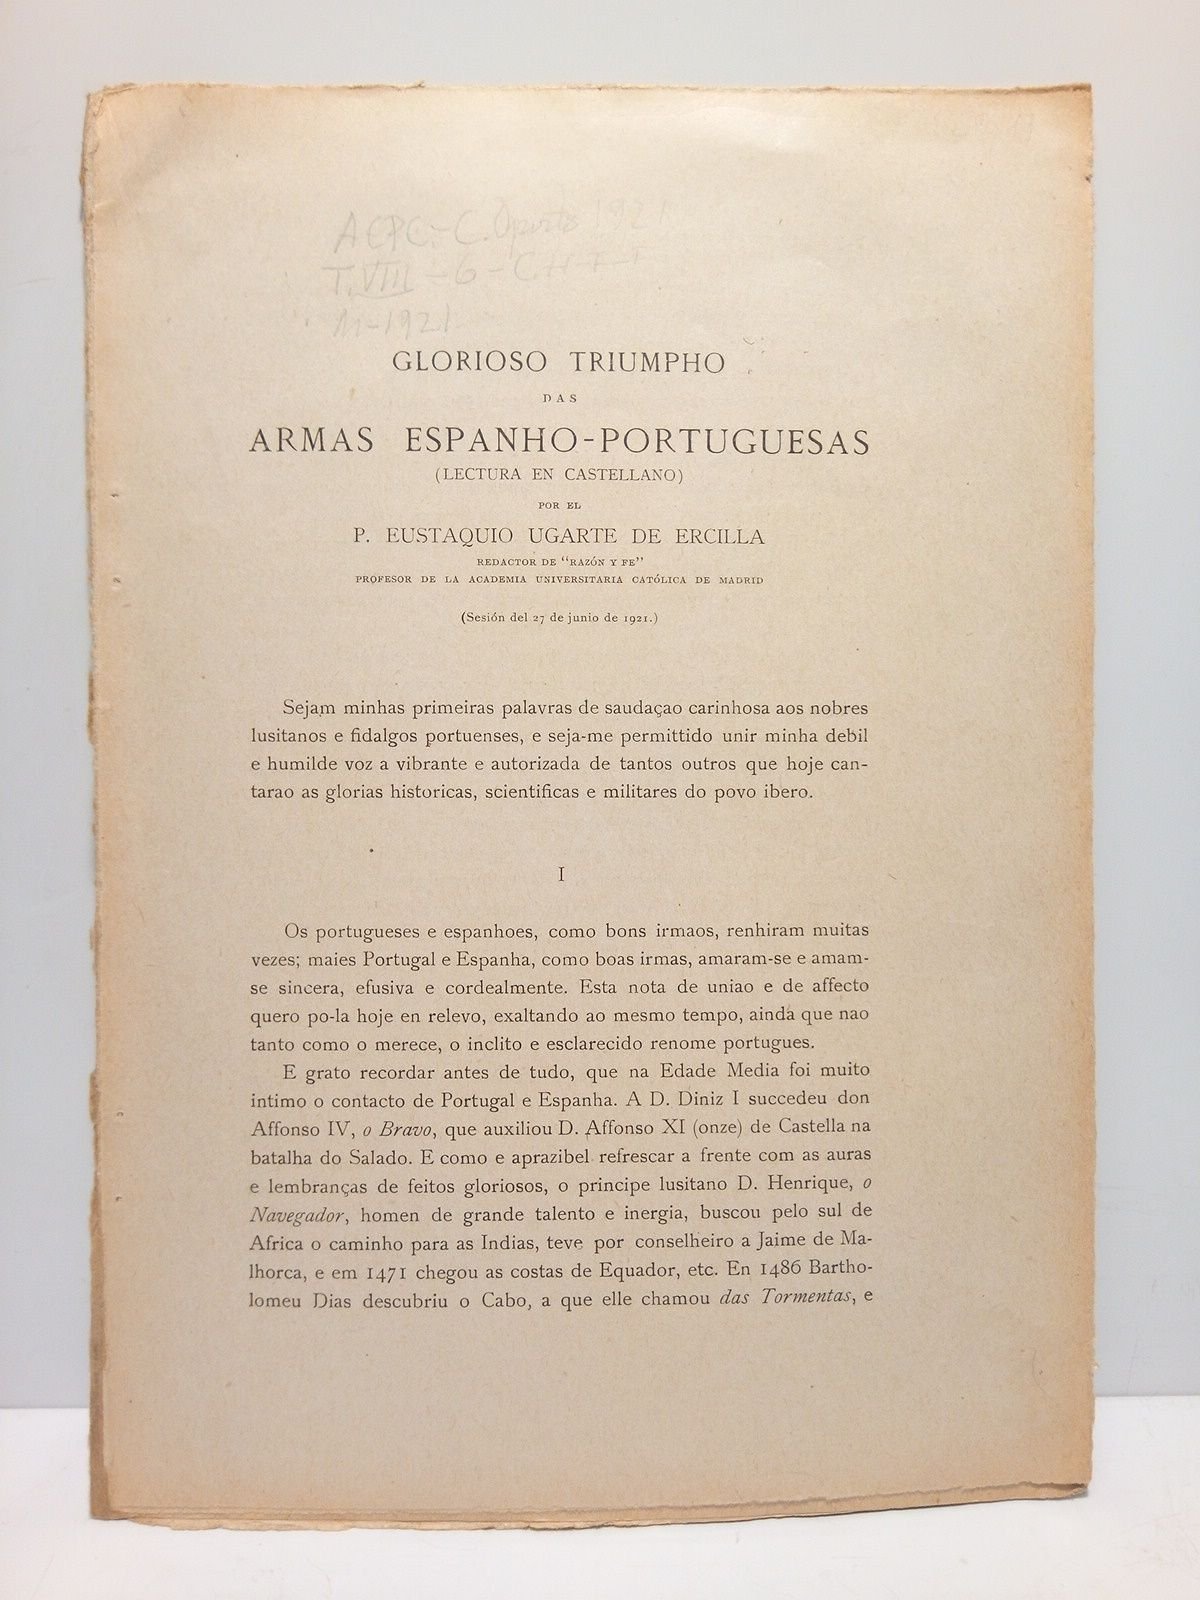 ACPC.-C. Oporto 1921
T. VIII - 6 -
1921
GLORIOSO TRIUMPHO
DAS
ARMAS ESPANHO-PORTUGUESAS
(LECTURA EN CASTELLANO)
POR EL
P. EUSTAQUIO UGARTE DE ERCILLA
REDACTOR DE "RAZÓN Y FE"
PROFESOR DE LA ACADEMIA UNIVERSITARIA CATÓLICA DE MADRID
(Sesión del 27 de junio de 1921.)
Sejam minhas primeiras palavras de saudaçao carinhosa aos nobres
lusitanos e fidalgos portuenses, e seja-me permittido unir minha debil
e humilde voz a vibrante e autorizada de tantos outros que hoje can-
tarao as glorias historicas, scientificas e militares do povo ibero.
I
Os portugueses e espanhoes, como bons irmaos, renhiram muitas
vezes; maies Portugal e Espanha, como boas irmas, amaram-se e amam-
se sincera, efusiva e cordealmente. Esta nota de uniao e de affecto
quero po-la hoje en relevo, exaltando ao mesmo tempo, ainda que nao
tanto como o merece, o inclito e esclarecido renome portugues.
E grato recordar antes de tudo, que na Edade Media foi muito
intimo o contacto de Portugal e Espanha. A D. Diniz I succedeu don
Affonso IV, o Bravo, que auxiliou D. Affonso XI (onze) de Castella na
batalha do Salado. E como e aprazibel refrescar a frente com as auras
e lembranças de feitos gloriosos, o principe lusitano D. Henrique, o
Navegador, homen de grande talento e inergia, buscou pelo sul de
Africa o caminho para as Indias, teve por conselheiro a Jaime de Ma-
lhorca, e em 1471 chegou as costas de Equador, etc. En 1486 Bartho-
lomeu Dias descubriu o Cabo, a que elle chamou das Tormentas, e